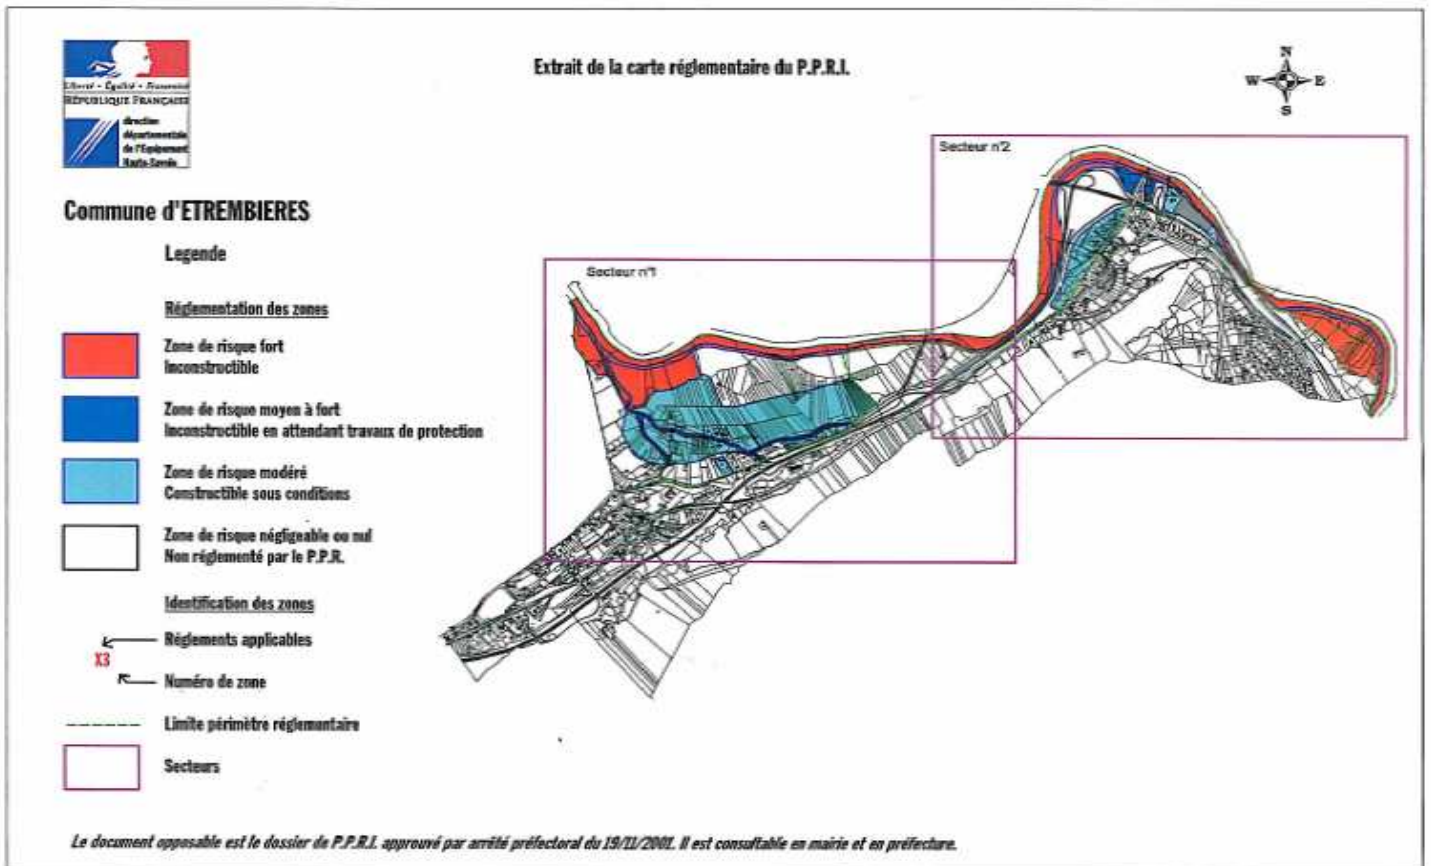 Extrait de la carte réglementaire du P.P.R.I.
N
W E
S
Liberté • Égalité • Fraternité
RÉPUBLIQUE FRANÇAISE
direction
départementale
de l'Equipement
Haute-Savoie
Secteur n°2
Commune d'ETREMBIERES
Legende
Secteur n°1
Réglementation des zones
Zone de risque fort
Inconstructible
Zone de risque moyen à fort
Inconstructible en attendant travaux de protection
Zone de risque modéré
Constructible sous conditions
Zone de risque négligeable ou nul
Non réglementé par le P.P.R.
Identification des zones
Réglements applicables
X3
Numéro de zone
Limite périmètre réglementaire
Secteurs
Le document opposable est le dossier de P.P.R.I. approuvé par arrêté préfectoral du 19/11/2001. Il est consultable en mairie et en préfecture.